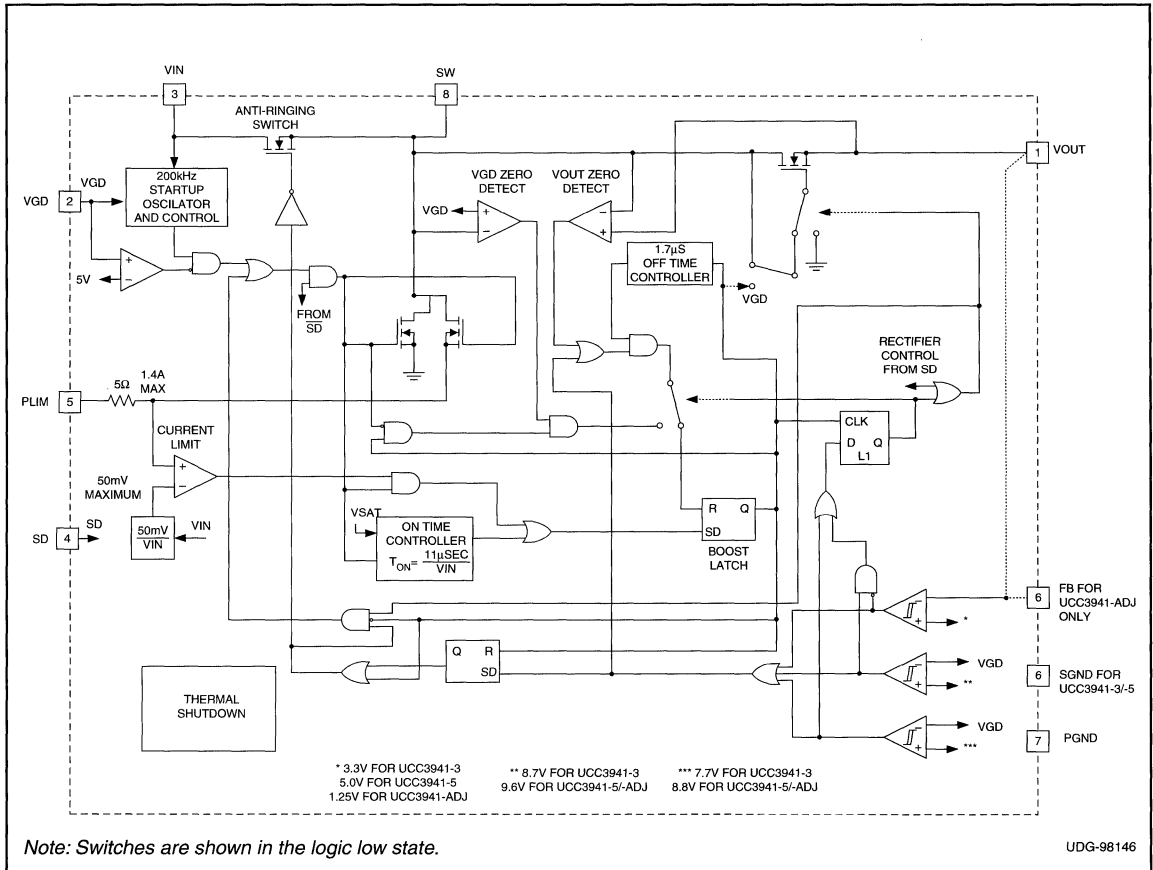 VIN
SW
3
8
ANTI-RINGING
SWITCH
1
VOUT
200kHz
STARTUP
OSCILATOR
AND CONTROL
VGD
2
VGD
VGD ZERO
DETECT
VOUT ZERO
DETECT
VGD
+
−
−
+
1.7µS
OFF TIME
CONTROLLER
VGD
5V
+
−
FROM
SD
RECTIFIER
CONTROL
FROM SD
PLIM
5
5Ω
1.4A
MAX
CURRENT
LIMIT
CLK
D Q
L1
50mV
MAXIMUM
+
−
SD
4
SD
50mV
VIN
VIN
VSAT
ON TIME
CONTROLLER
TON= 11µSEC
VIN
R Q
SD
BOOST
LATCH
6
FB FOR
UCC3941-ADJ
ONLY
−
+
*
Q R
SD
−
+
VGD
**
6
SGND FOR
UCC3941-3/-5
THERMAL
SHUTDOWN
−
+
VGD
***
7
PGND
* 3.3V FOR UCC3941-3
5.0V FOR UCC3941-5
1.25V FOR UCC3941-ADJ
** 8.7V FOR UCC3941-3
9.6V FOR UCC3941-5/-ADJ
*** 7.7V FOR UCC3941-3
8.8V FOR UCC3941-5/-ADJ
Note: Switches are shown in the logic low state.
UDG-98146